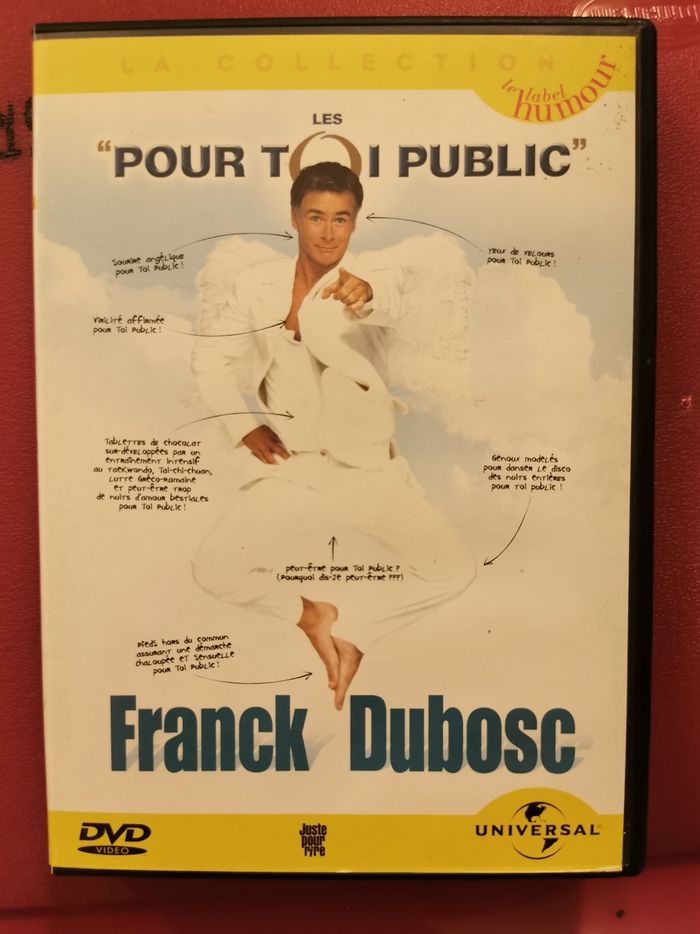 LA COLLECTION
le label
humour
LES
"POUR TOI PUBLIC"
Sourire angélique
pour Toi Public !
Yeux de velours
pour Toi Public !
Virilité affirmée
pour Toi Public !
Tablettes de chocolat
sur-développées par un
entraînement intensif
au Taekwondo, Tai-chi-chuan,
Lutte Gréco-romaine
et peut-être trop
de nuits d'amour bestiales
pour Toi Public !
Genoux modelés
pour danser le disco
des nuits entières
pour Toi Public !
peut-être pour Toi Public ?
(Pourquoi dis-je peut-être ???)
Pieds hors du commun
assurant une démarche
chaloupée et sensuelle
pour Toi Public !
Franck Dubosc
DVD
VIDEO
Juste
pour
rire
UNIVERSAL